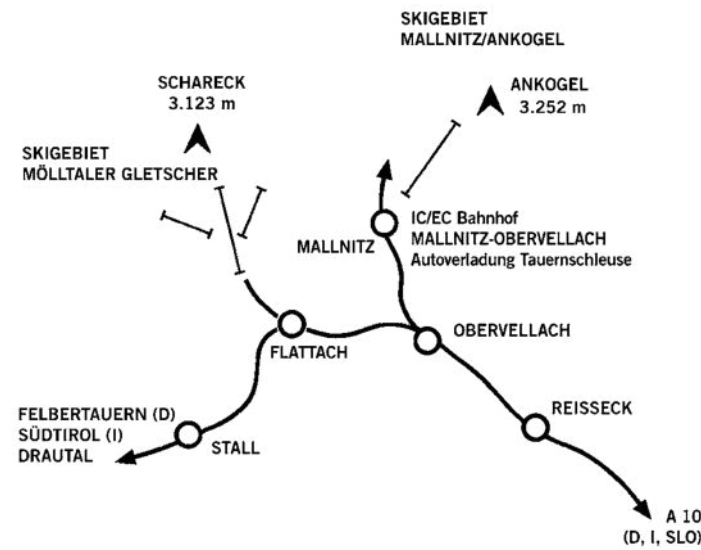 SKIGEBIET
MALLNITZ/ANKOGEL
SCHARECK
3.123 m
ANKOGEL
3.252 m
SKIGEBIET
MÖLLTALER GLETSCHER
IC/EC Bahnhof
MALLNITZ-OBERVELLACH
Autoverladung Tauernschleuse
MALLNITZ
OBERVELLACH
FLATTACH
REISSECK
FELBERTAUERN (D)
SÜDTIROL (I)
DRAUTAL
STALL
A 10
(D, I, SLO)